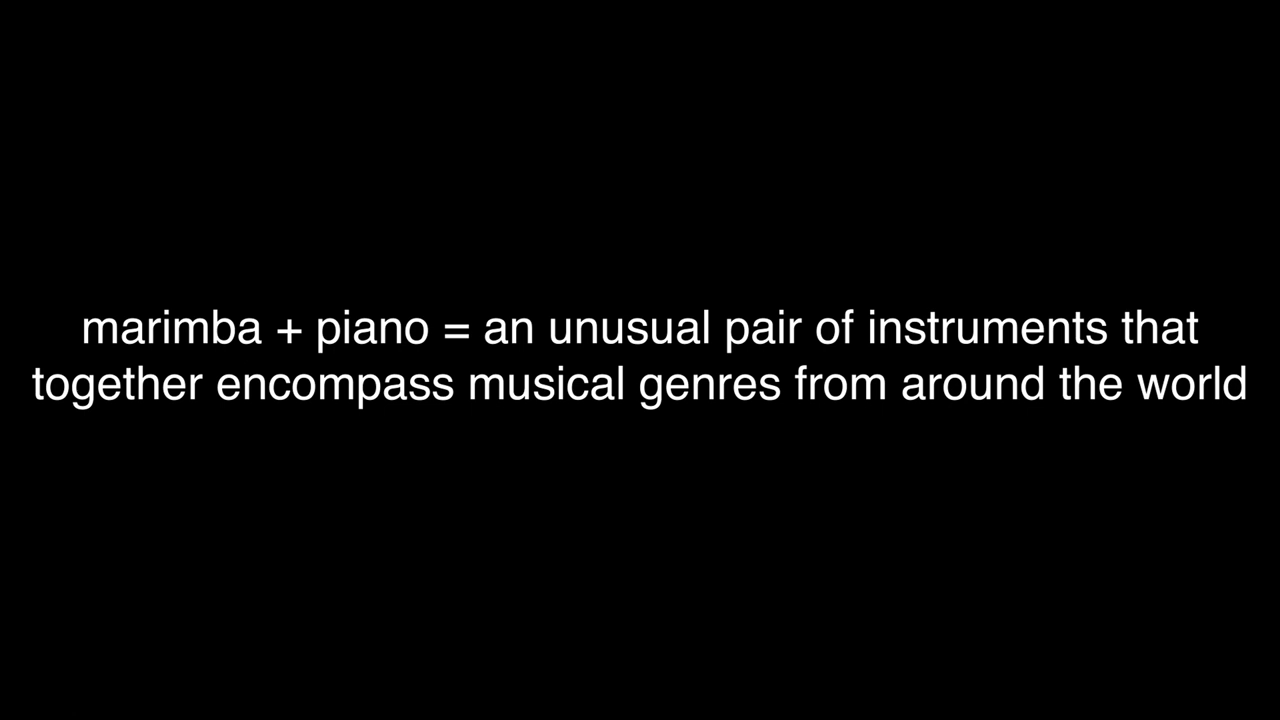 marimba + piano = an unusual pair of instruments that
together encompass musical genres from around the world